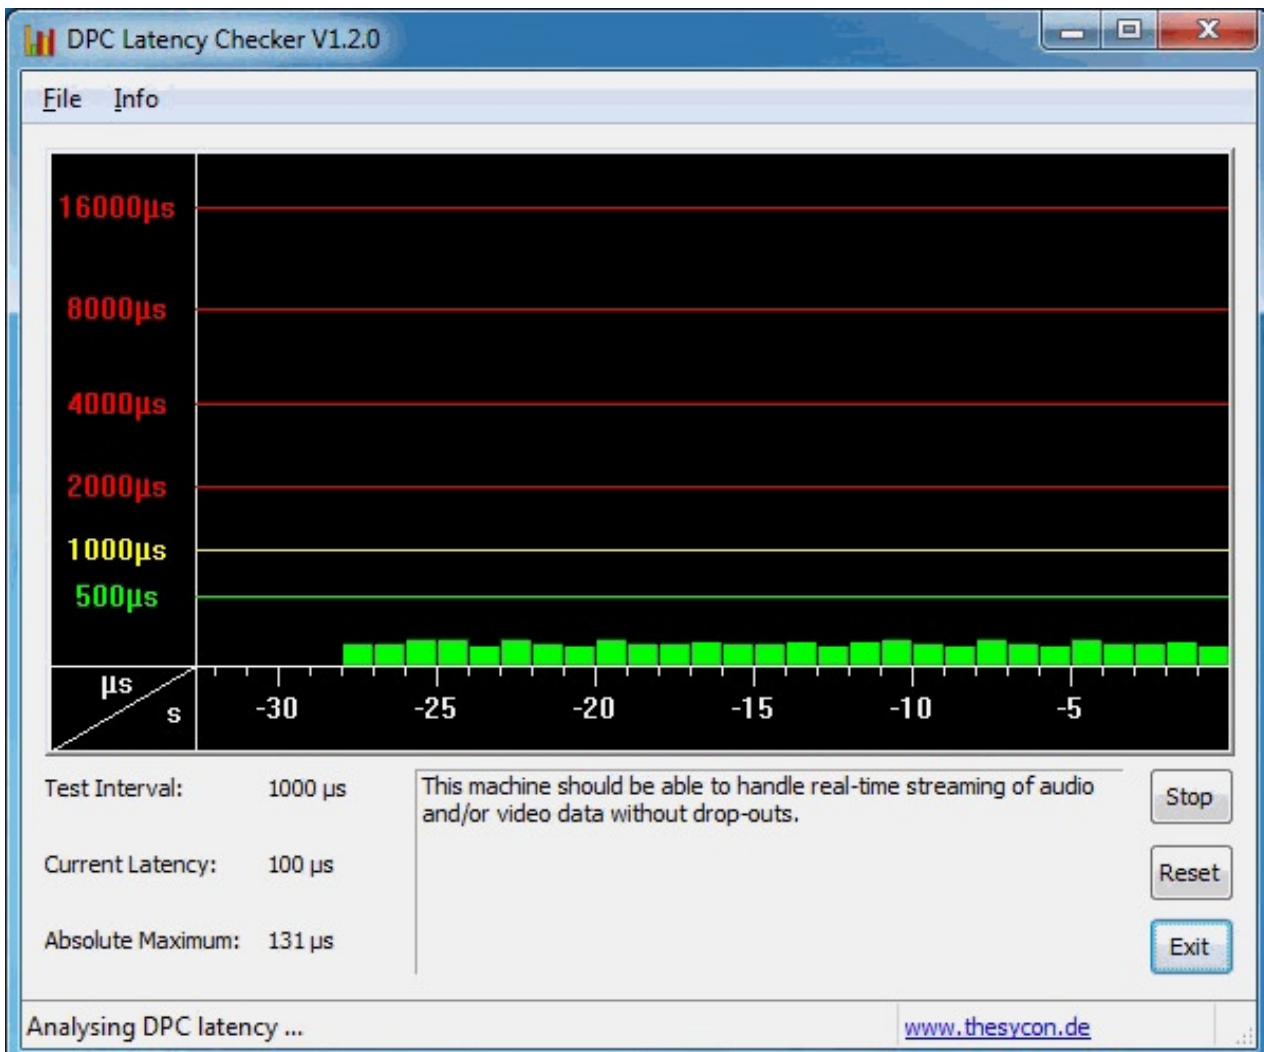 DPC Latency Checker V1.2.0
File Info
16000µs
8000µs
4000µs
2000µs
1000µs
500µs
µs
s
-30 -25 -20 -15 -10 -5
Test Interval: 1000 µs
Current Latency: 100 µs
Absolute Maximum: 131 µs
This machine should be able to handle real-time streaming of audio
and/or video data without drop-outs.
Stop
Reset
Exit
Analysing DPC latency ...
www.thesycon.de